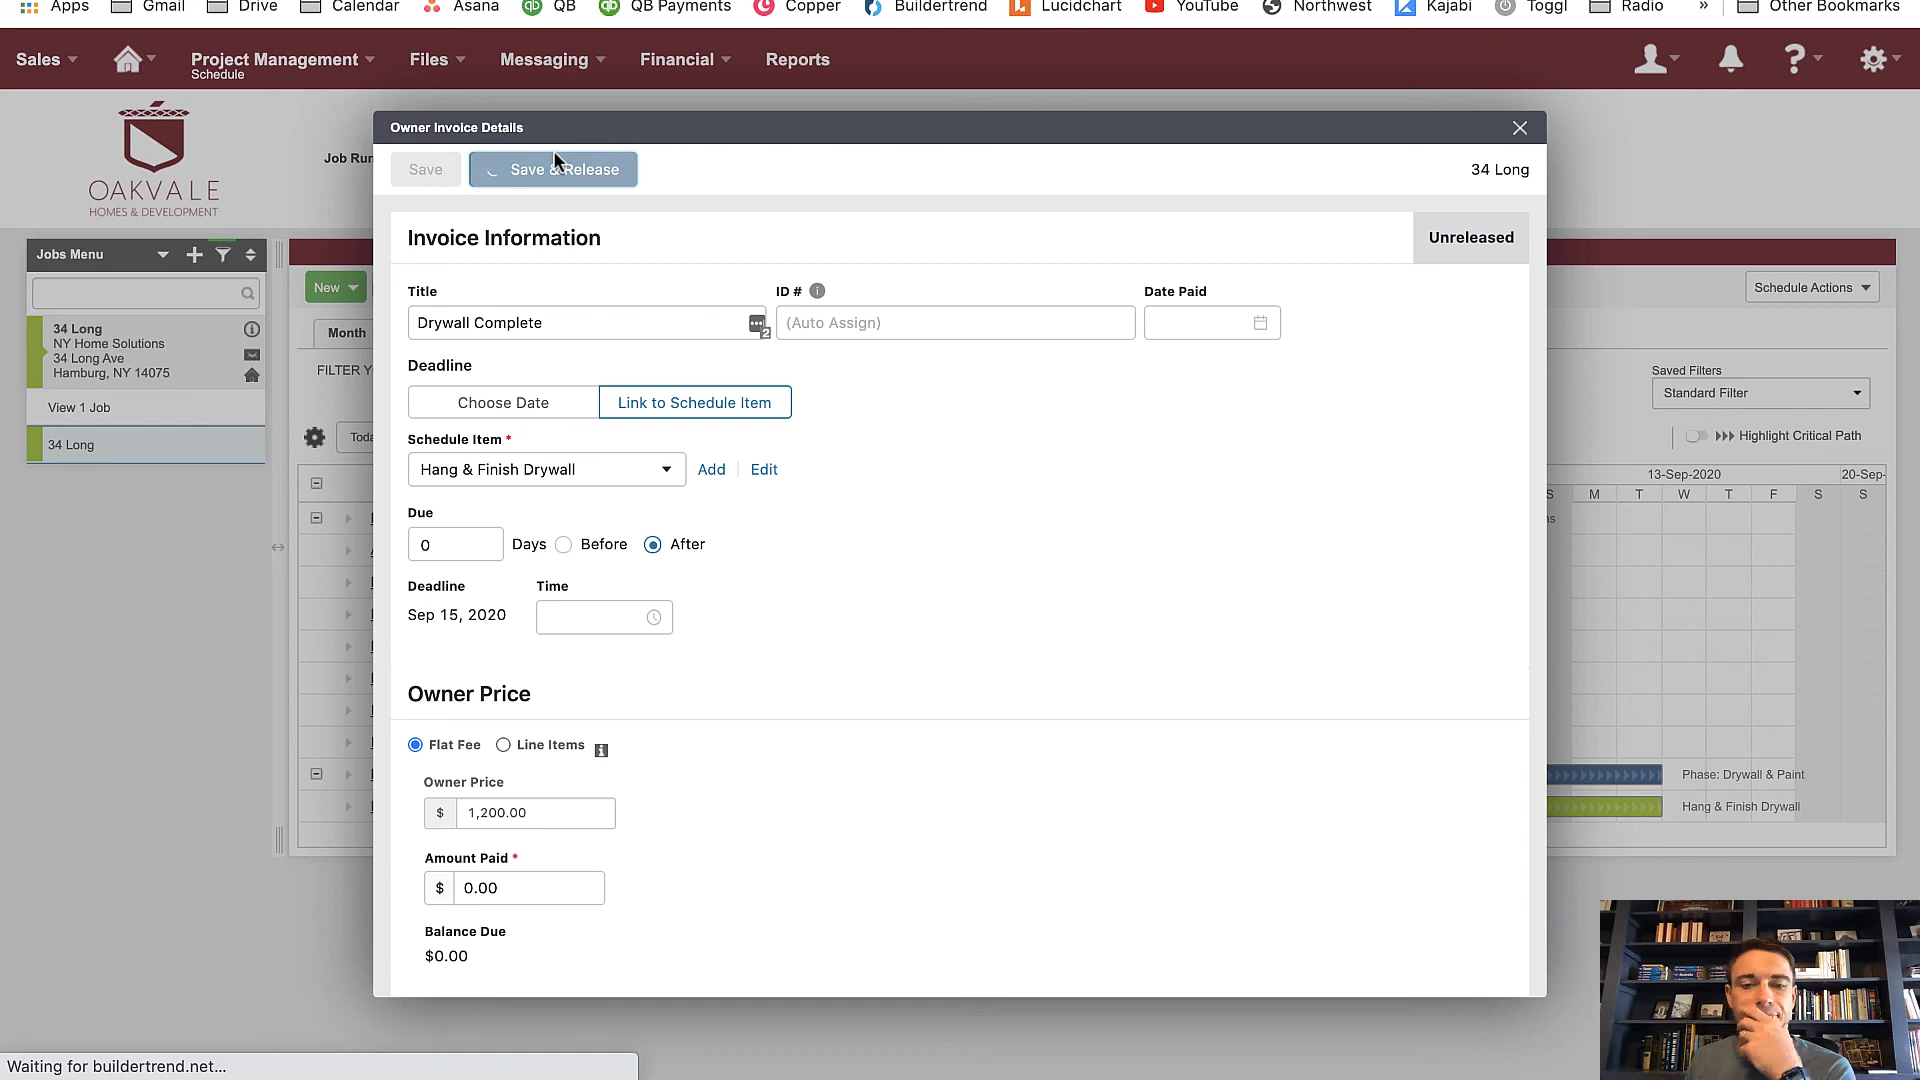 Apps Gmail Drive Calendar Asana QB QB Payments Copper Buildertrend Lucidchart YouTube Northwest Kajabi Toggl Radio » Other Bookmarks
Sales Project Management Files Messaging Financial Reports
Schedule
OAKVALE
HOMES & DEVELOPMENT
Job Run
Owner Invoice Details
Save Save & Release 34 Long
Jobs Menu
34 Long
NY Home Solutions
34 Long Ave
Hamburg, NY 14075
View 1 Job
34 Long
New
Month
FILTER Y
Toda
Invoice Information Unreleased
Title ID # Date Paid
Drywall Complete (Auto Assign)
Deadline
Choose Date Link to Schedule Item
Schedule Item *
Hang & Finish Drywall Add Edit
Due
0 Days Before After
Deadline Time
Sep 15, 2020
Owner Price
Flat Fee Line Items
Owner Price
$ 1,200.00
Amount Paid *
$ 0.00
Balance Due
$0.00
Schedule Actions
Saved Filters
Standard Filter
Highlight Critical Path
13-Sep-2020 20-Sep-
S M T W T F S S
ns
Phase: Drywall & Paint
Hang & Finish Drywall
Waiting for buildertrend.net...